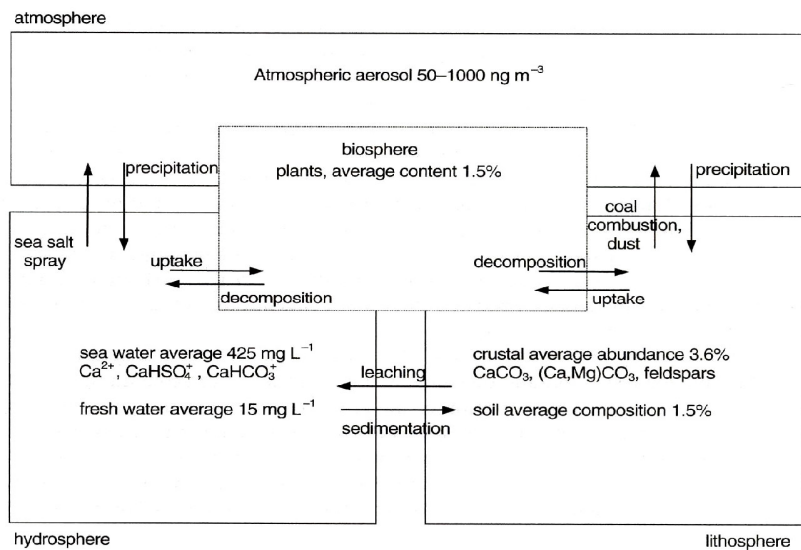 atmosphere
Atmospheric aerosol 50–1000 ng m⁻³
biosphere
plants, average content 1.5%
precipitation
precipitation
sea salt
spray
coal
combustion,
dust
uptake
decomposition
decomposition
uptake
sea water average 425 mg L⁻¹
Ca²⁺, CaHSO₄⁺, CaHCO₃⁺
fresh water average 15 mg L⁻¹
leaching
sedimentation
crustal average abundance 3.6%
CaCO₃, (Ca,Mg)CO₃, feldspars
soil average composition 1.5%
hydrosphere
lithosphere